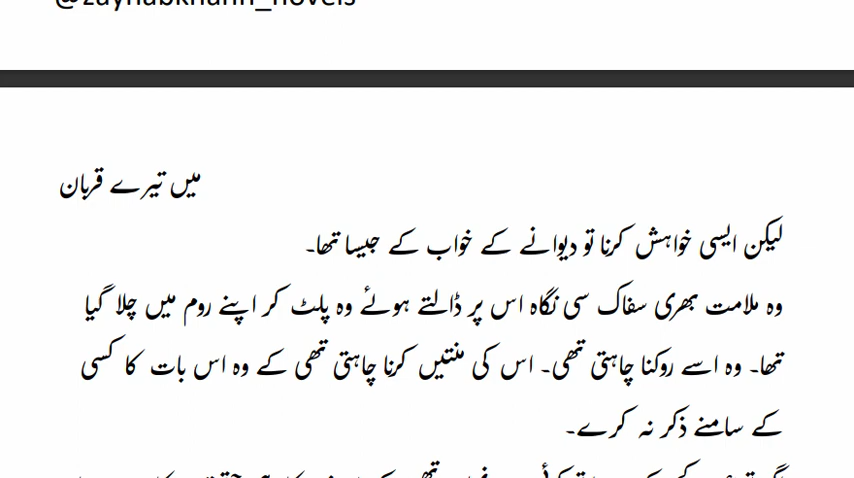 @zaynabkhann_novels
میں تیرے قربان
لیکن ایسی خواہش کرنا تو دیوانے کے خواب کے جیسا تھا۔
وہ ملامت بھری سفاک سی نگاہ اس پر ڈالتے ہوئے وہ پلٹ کر اپنے روم میں چلا گیا
تھا۔ وہ اسے روکنا چاہتی تھی۔ اس کی منتیں کرنا چاہتی تھی کے وہ اس بات کا کسی
کے سامنے ذکر نہ کرے۔